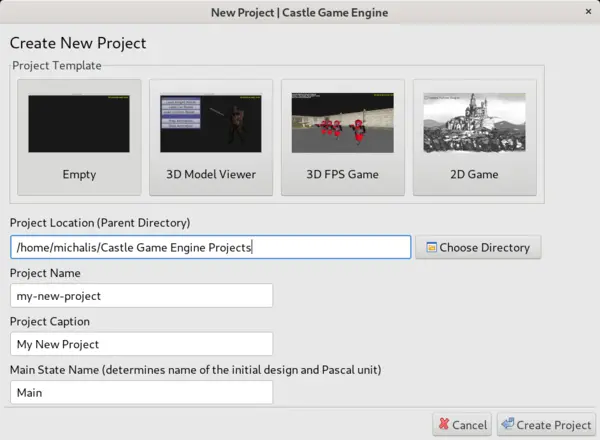 New Project | Castle Game Engine
×
Create New Project
Project Template
Empty
3D Model Viewer
3D FPS Game
2D Game
Project Location (Parent Directory)
/home/michalis/Castle Game Engine Projects
Choose Directory
Project Name
my-new-project
Project Caption
My New Project
Main State Name (determines name of the initial design and Pascal unit)
Main
Cancel
Create Project